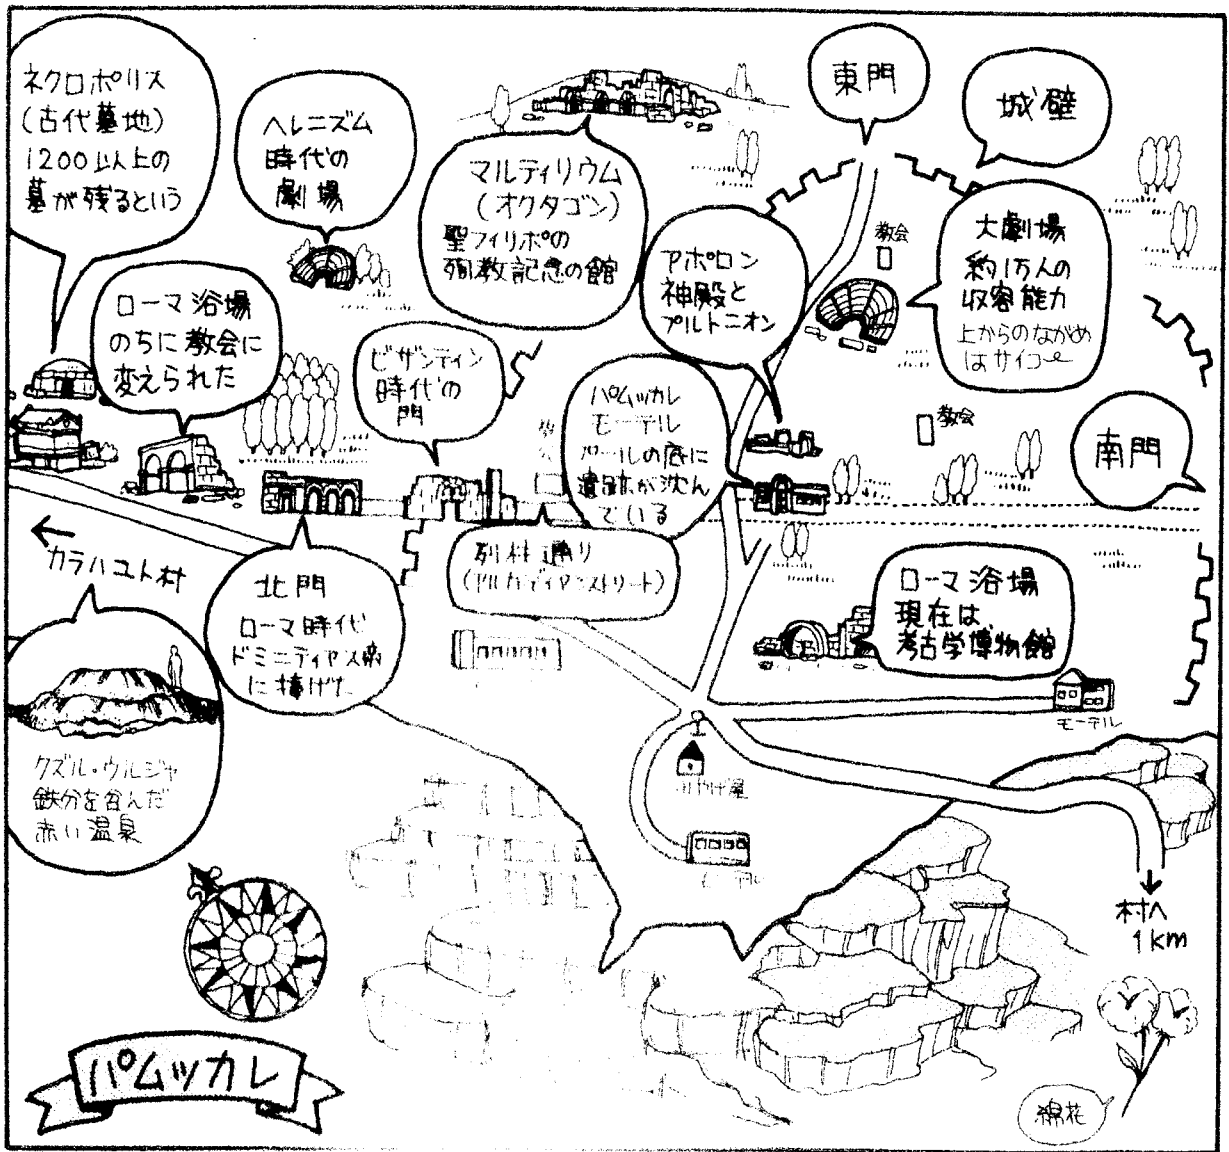 ネクロポリス
(古代墓地)
1200以上の
墓が残るという
ヘレニズム
時代の
劇場
マルティリウム
(オクタゴン)
聖フィリポの
殉教記念の館
東門
城壁
教会
大劇場
約1万人の
収容能力
上からのながめ
はサイコー
アポロン
神殿と
プルトニオン
ローマ浴場
のちに教会に
変えられた
ビザンティン
時代の
門
パムッカレ
モーテル
プールの底に
遺跡が沈ん
でいる
教会
南門
カラハユト村
北門
ローマ時代
ドミニティヤス帝
に捧げた
列柱通り
ローマ浴場
現在は
考古学博物館
モーテル
みやげ屋
モーテル
クズル・ウルジャ
鉄分を含んだ
赤い温泉
村へ
1km
パムッカレ
綿花